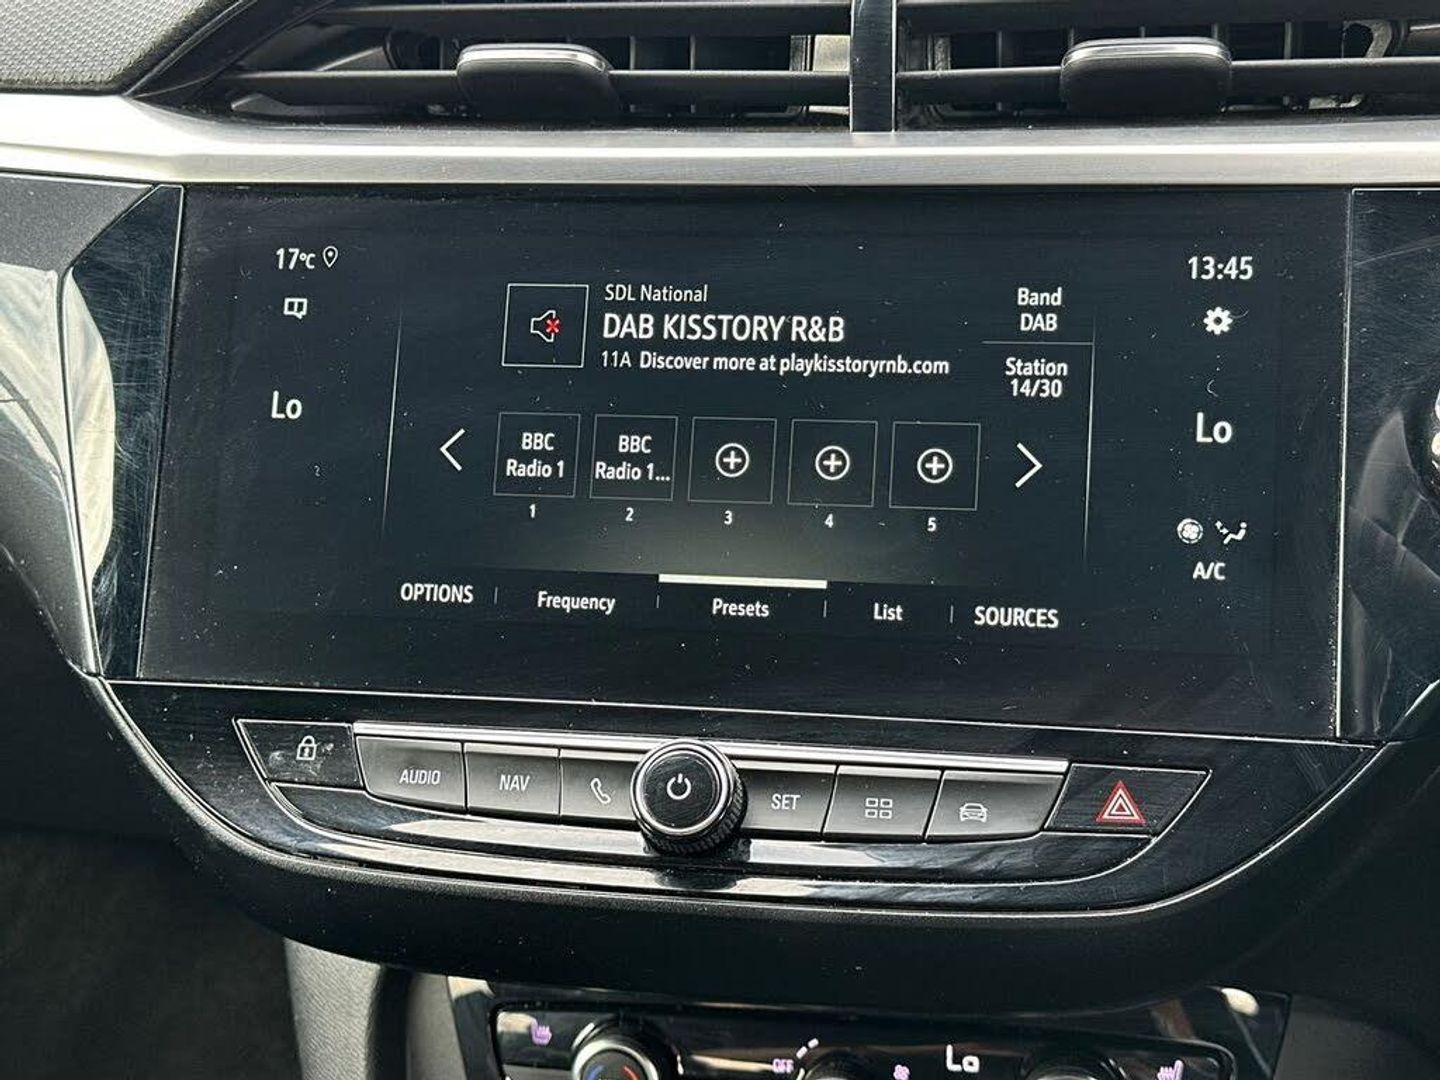 17°C
13:45
SDL National
DAB KISSTORY R&B
11A Discover more at playkisstoryrnb.com
Band
DAB
Station
14/30
Lo
Lo
BBC
Radio 1
BBC
Radio 1...
1
2
3
4
5
A/C
OPTIONS
Frequency
Presets
List
SOURCES
AUDIO
NAV
SET
OFF
Lo